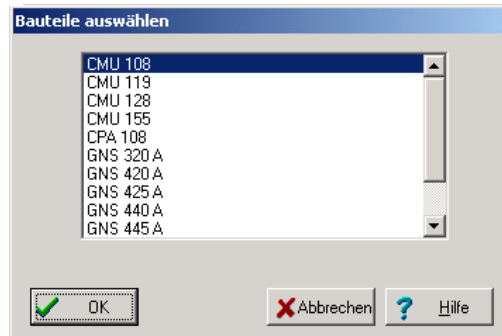 Bauteile auswählen
CMU 108
CMU 119
CMU 128
CMU 155
CPA 108
GNS 320 A
GNS 420 A
GNS 425 A
GNS 440 A
GNS 445 A
OK
Abbrechen
? Hilfe